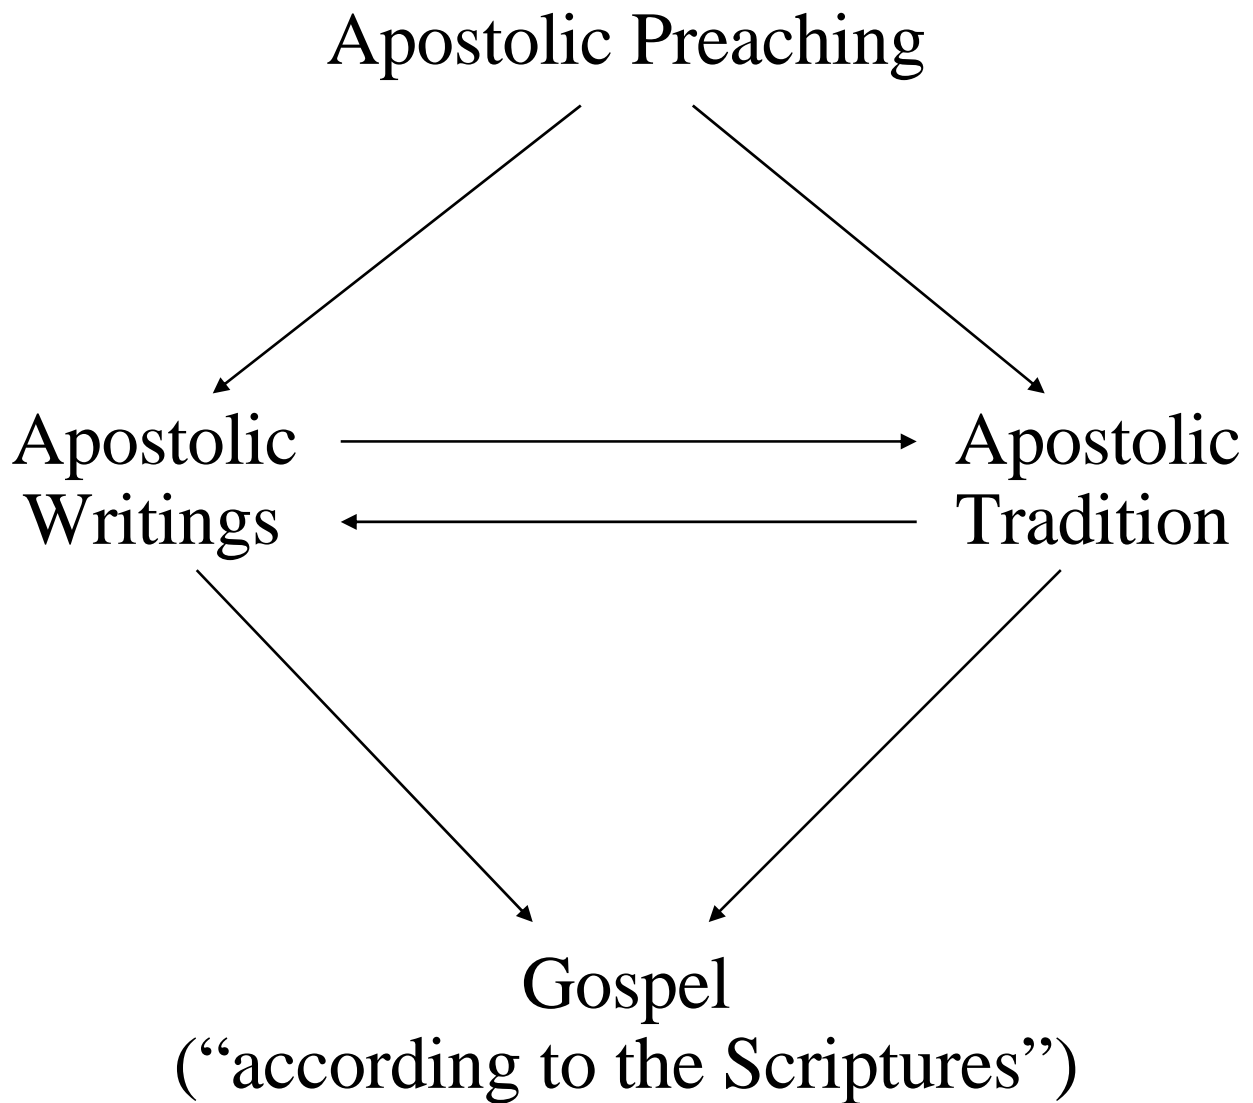 Apostolic Preaching
Apostolic
Writings
Apostolic
Tradition
Gospel
(“according to the Scriptures”)